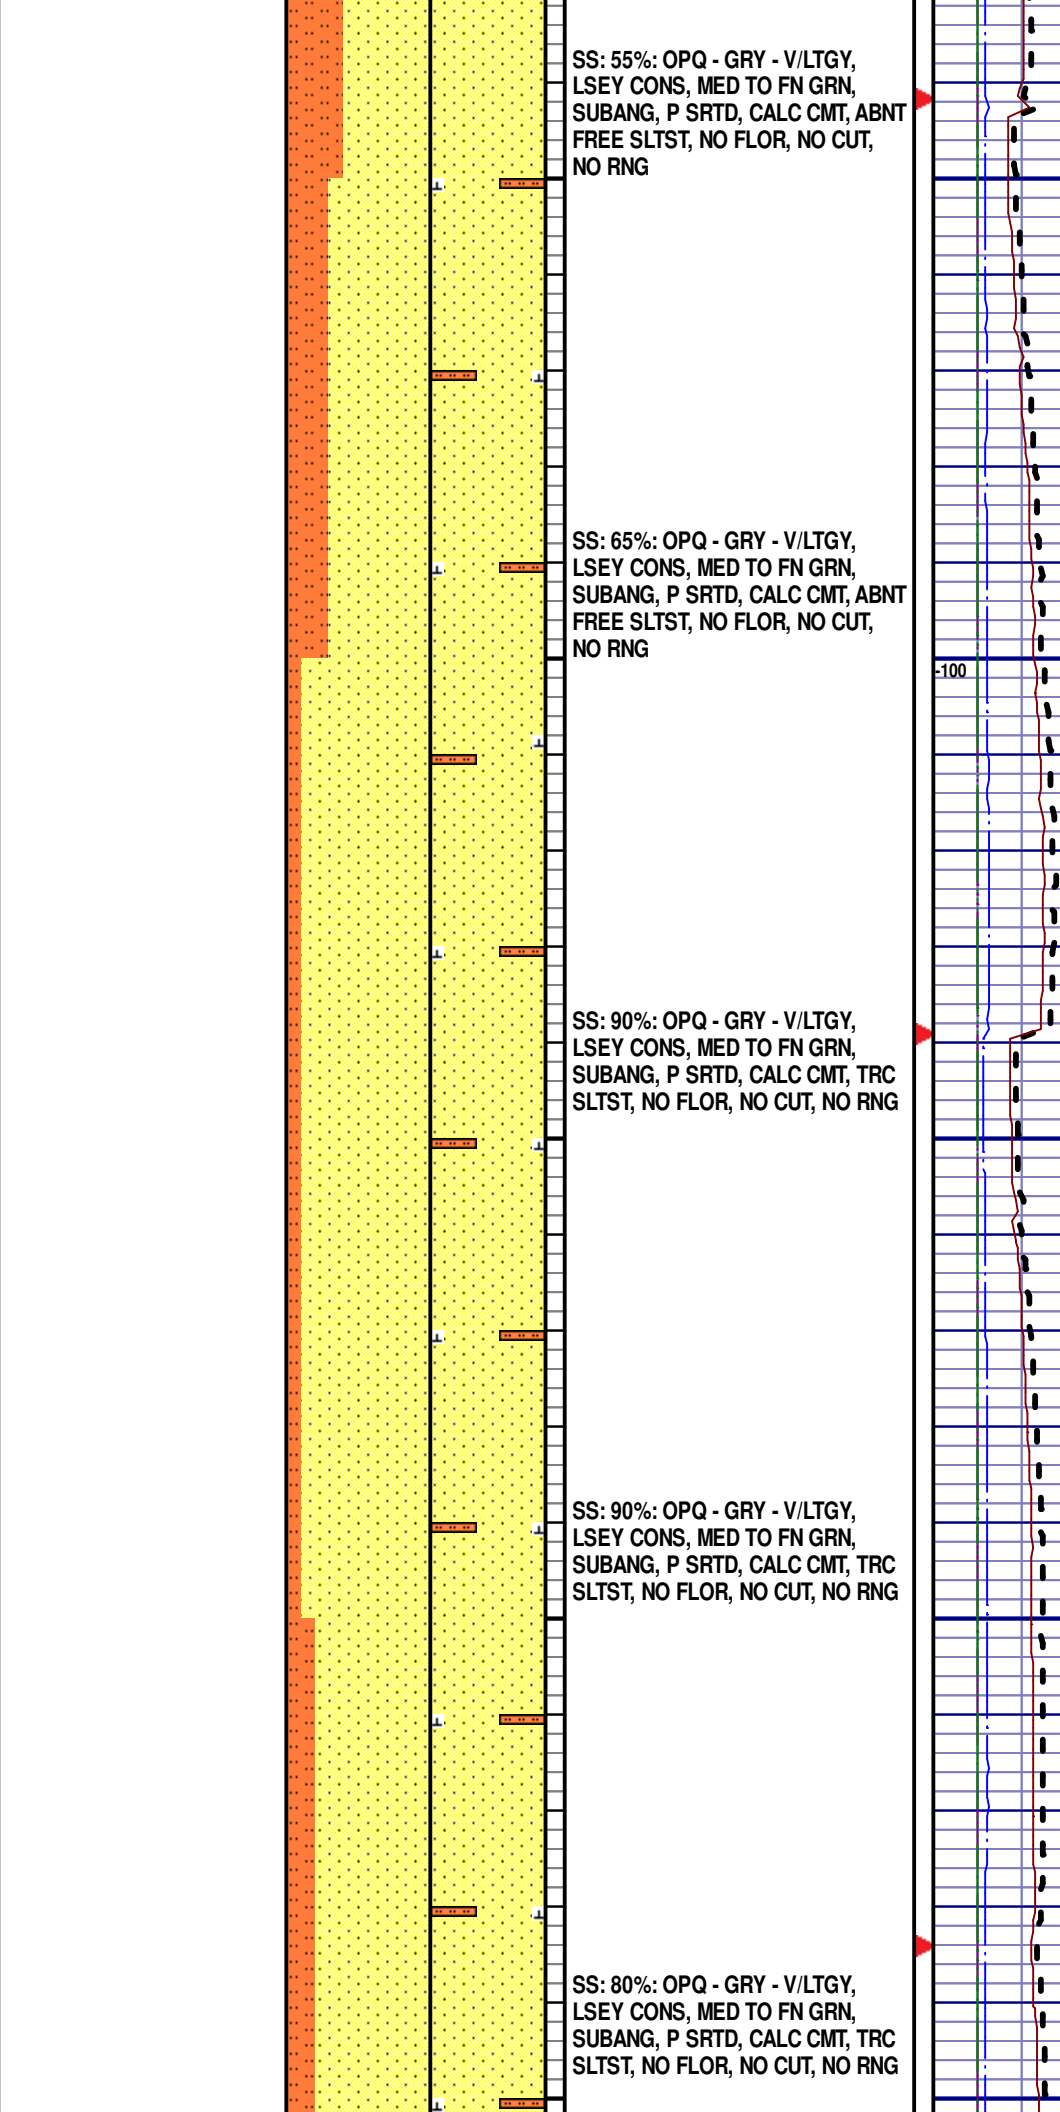 SS: 55%: OPQ - GRY - V/LTGY,
LSEY CONS, MED TO FN GRN,
SUBANG, P SRTD, CALC CMT, ABNT
FREE SLTST, NO FLOR, NO CUT,
NO RNG
SS: 65%: OPQ - GRY - V/LTGY,
LSEY CONS, MED TO FN GRN,
SUBANG, P SRTD, CALC CMT, ABNT
FREE SLTST, NO FLOR, NO CUT,
NO RNG
-100
SS: 90%: OPQ - GRY - V/LTGY,
LSEY CONS, MED TO FN GRN,
SUBANG, P SRTD, CALC CMT, TRC
SLTST, NO FLOR, NO CUT, NO RNG
SS: 90%: OPQ - GRY - V/LTGY,
LSEY CONS, MED TO FN GRN,
SUBANG, P SRTD, CALC CMT, TRC
SLTST, NO FLOR, NO CUT, NO RNG
SS: 80%: OPQ - GRY - V/LTGY,
LSEY CONS, MED TO FN GRN,
SUBANG, P SRTD, CALC CMT, TRC
SLTST, NO FLOR, NO CUT, NO RNG